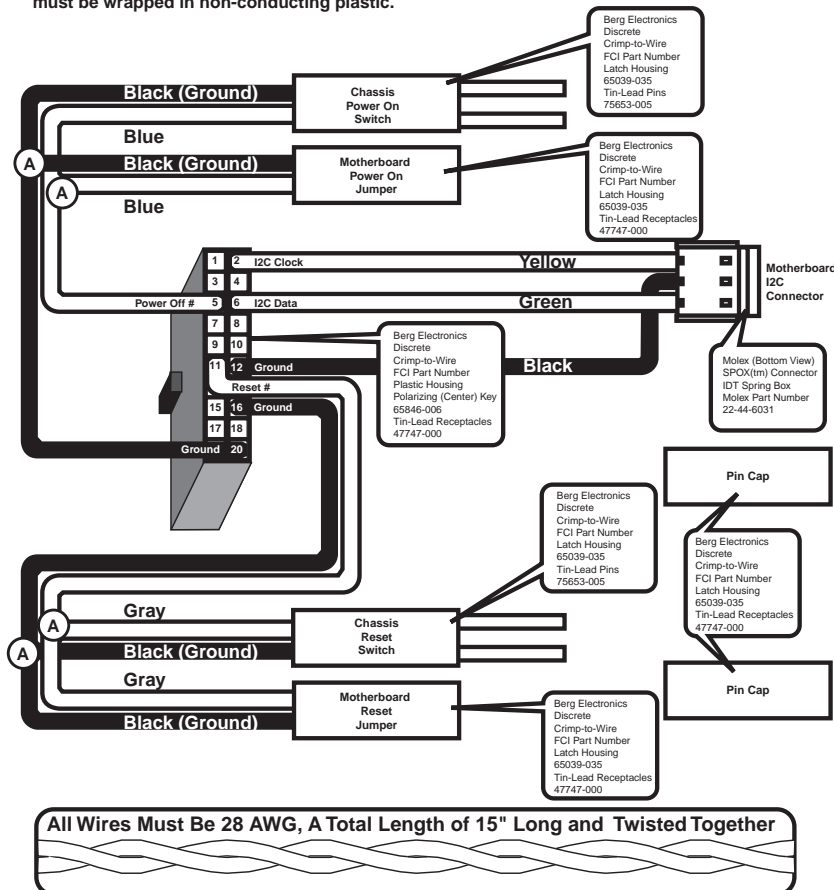 must be wrapped in non-conducting plastic.
Berg Electronics
Discrete
Crimp-to-Wire
FCI Part Number
Latch Housing
65039-035
Tin-Lead Pins
75653-005
Black (Ground)
Chassis
Power On
Switch
Blue
A
Black (Ground)
Motherboard
Power On
Jumper
A
Blue
Berg Electronics
Discrete
Crimp-to-Wire
FCI Part Number
Latch Housing
65039-035
Tin-Lead Receptacles
47747-000
1 2 I2C Clock
Yellow
3 4
Power Off # 5 6 I2C Data
Green
Motherboard
I2C
Connector
7 8
9 10
11 12 Ground
Black
Reset #
15 16 Ground
17 18
Ground 20
Berg Electronics
Discrete
Crimp-to-Wire
FCI Part Number
Plastic Housing
Polarizing (Center) Key
65846-006
Tin-Lead Receptacles
47747-000
Molex (Bottom View)
SPOX(tm) Connector
IDT Spring Box
Molex Part Number
22-44-6031
Pin Cap
Berg Electronics
Discrete
Crimp-to-Wire
FCI Part Number
Latch Housing
65039-035
Tin-Lead Pins
75653-005
Berg Electronics
Discrete
Crimp-to-Wire
FCI Part Number
Latch Housing
65039-035
Tin-Lead Receptacles
47747-000
Gray
A
Chassis
Reset
Switch
A
Black (Ground)
Gray
Motherboard
Reset
Jumper
Black (Ground)
Pin Cap
Berg Electronics
Discrete
Crimp-to-Wire
FCI Part Number
Latch Housing
65039-035
Tin-Lead Receptacles
47747-000
All Wires Must Be 28 AWG, A Total Length of 15" Long and Twisted Together